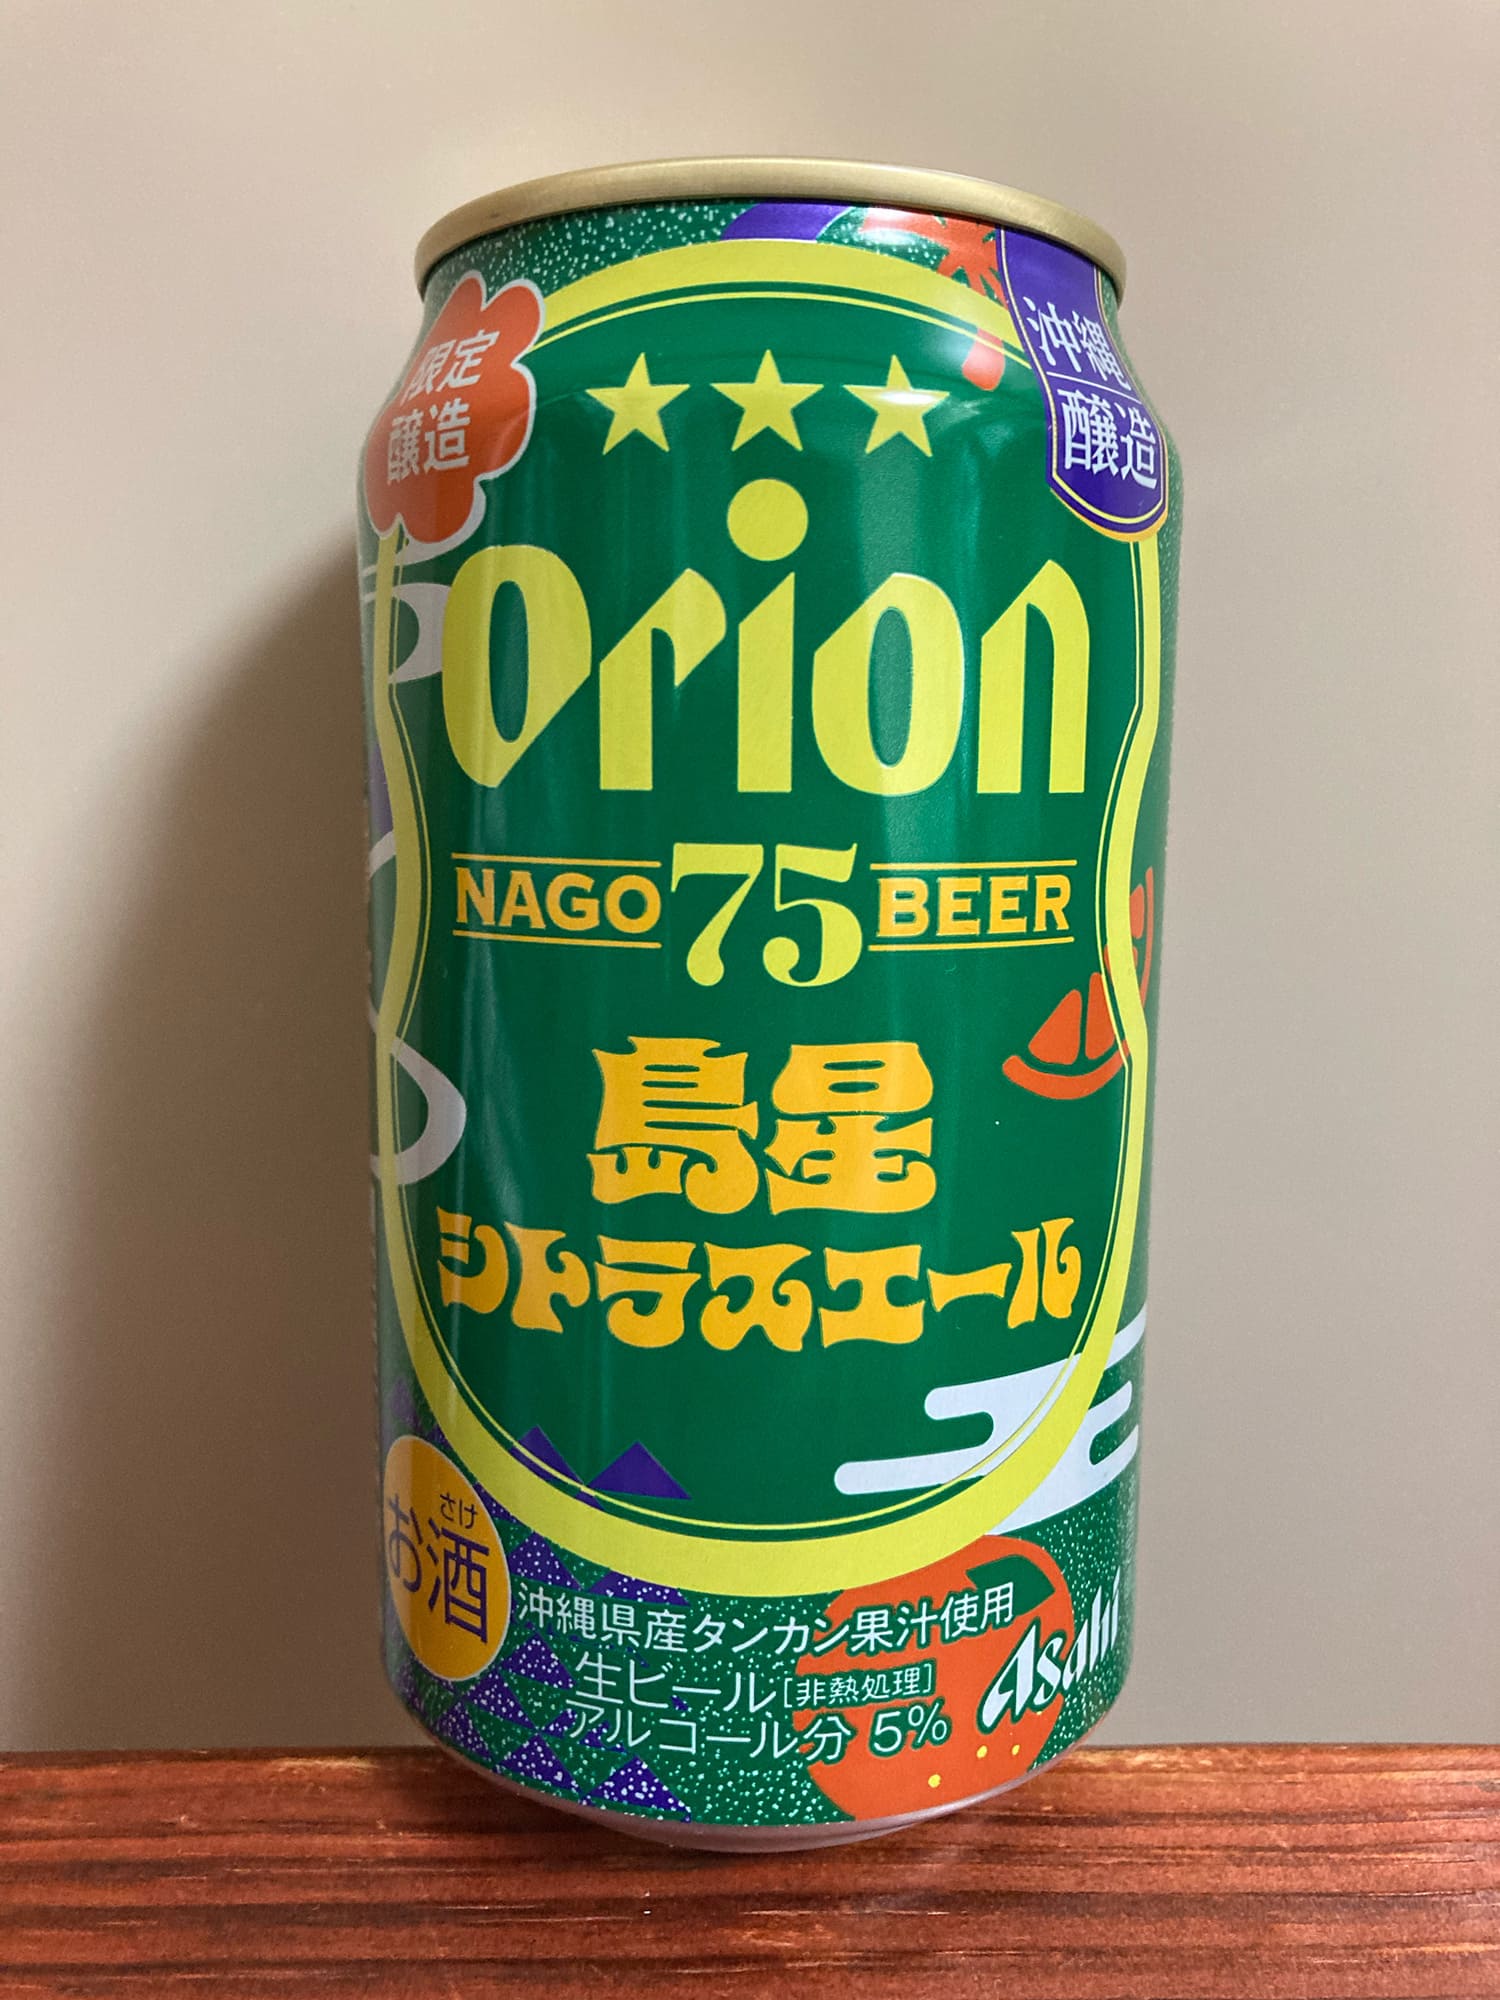 限定
醸造
沖縄
醸造
orion
NAGO 75 BEER
島星
シトラスエール
お酒
さけ
沖縄県産タンカン果汁使用
生ビール[非熱処理]
アルコール分 5%
Asahi